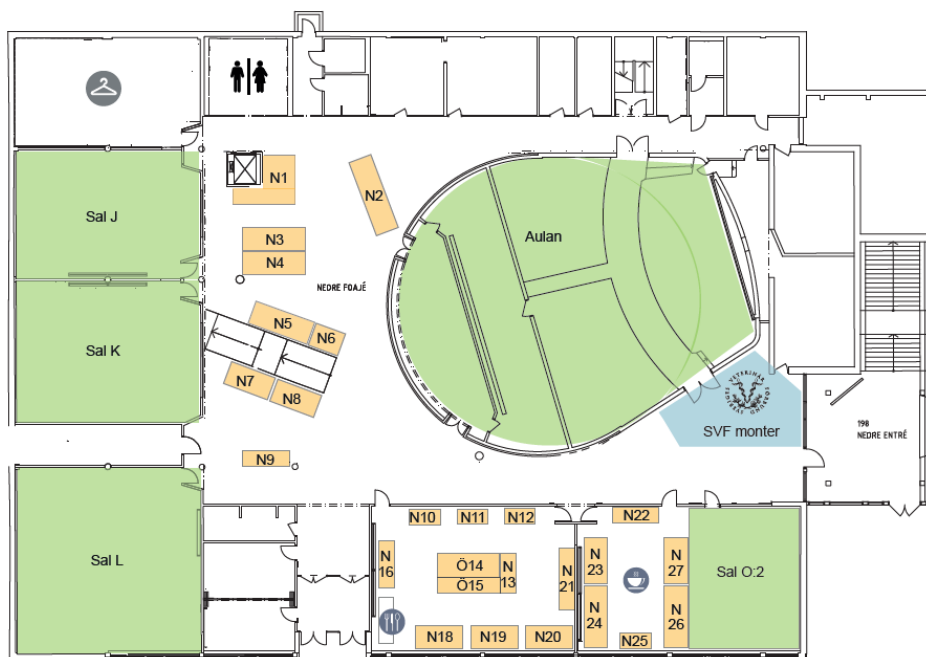 N1
N2
Sal J
Aulan
N3
N4
NEDRE FOAJÉ
N5
N6
Sal K
N7
N8
VETERINÄR
SVF monter
198
NEDRE ENTRÉ
N9
N10
N11
N12
N22
Sal L
N
16
Ö14
Ö15
N
13
N
21
N
23
N
27
Sal O:2
N
24
N
26
N18
N19
N20
N25